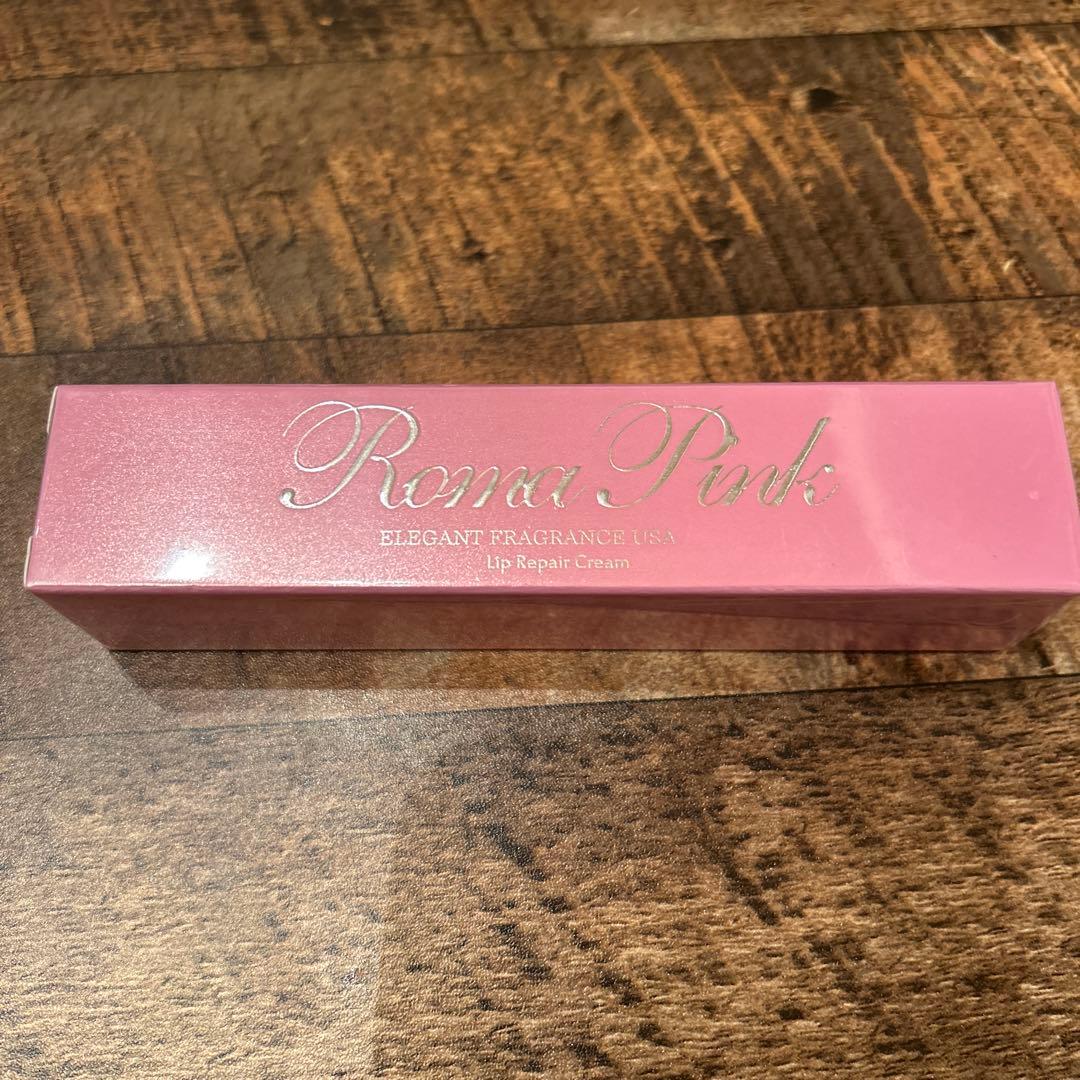 Roma Pink
ELEGANT FRAGRANCE USA
Lip Repair Cream